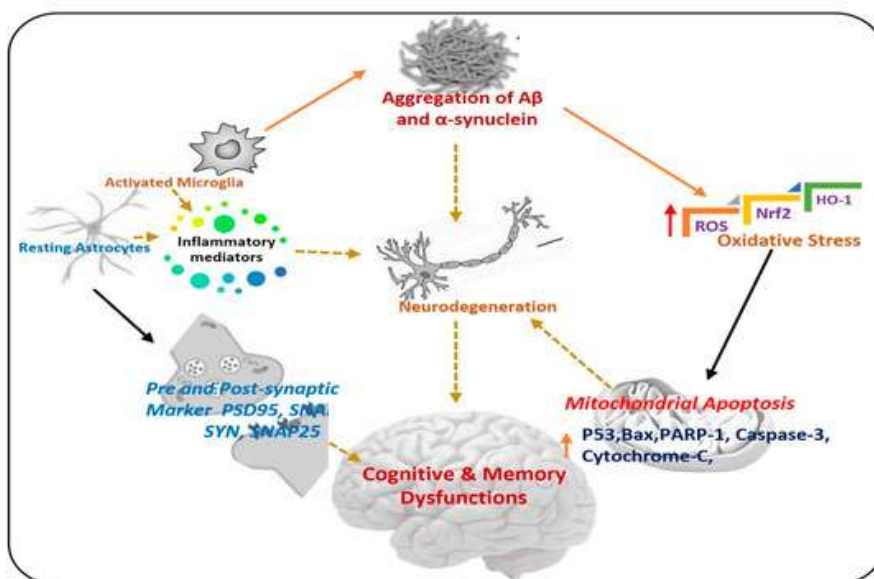 Aggregation of Aβ
and α-synuclein
Activated Microglia
Resting Astrocytes
Inflammatory
mediators
ROS
Nrf2
HO-1
Oxidative Stress
Neurodegeneration
Pre and Post-synaptic
Marker PSD95, SNA
SYN, SNAP25
Mitochondrial Apoptosis
P53,Bax,PARP-1, Caspase-3,
Cytochrome-C,
Cognitive & Memory
Dysfunctions